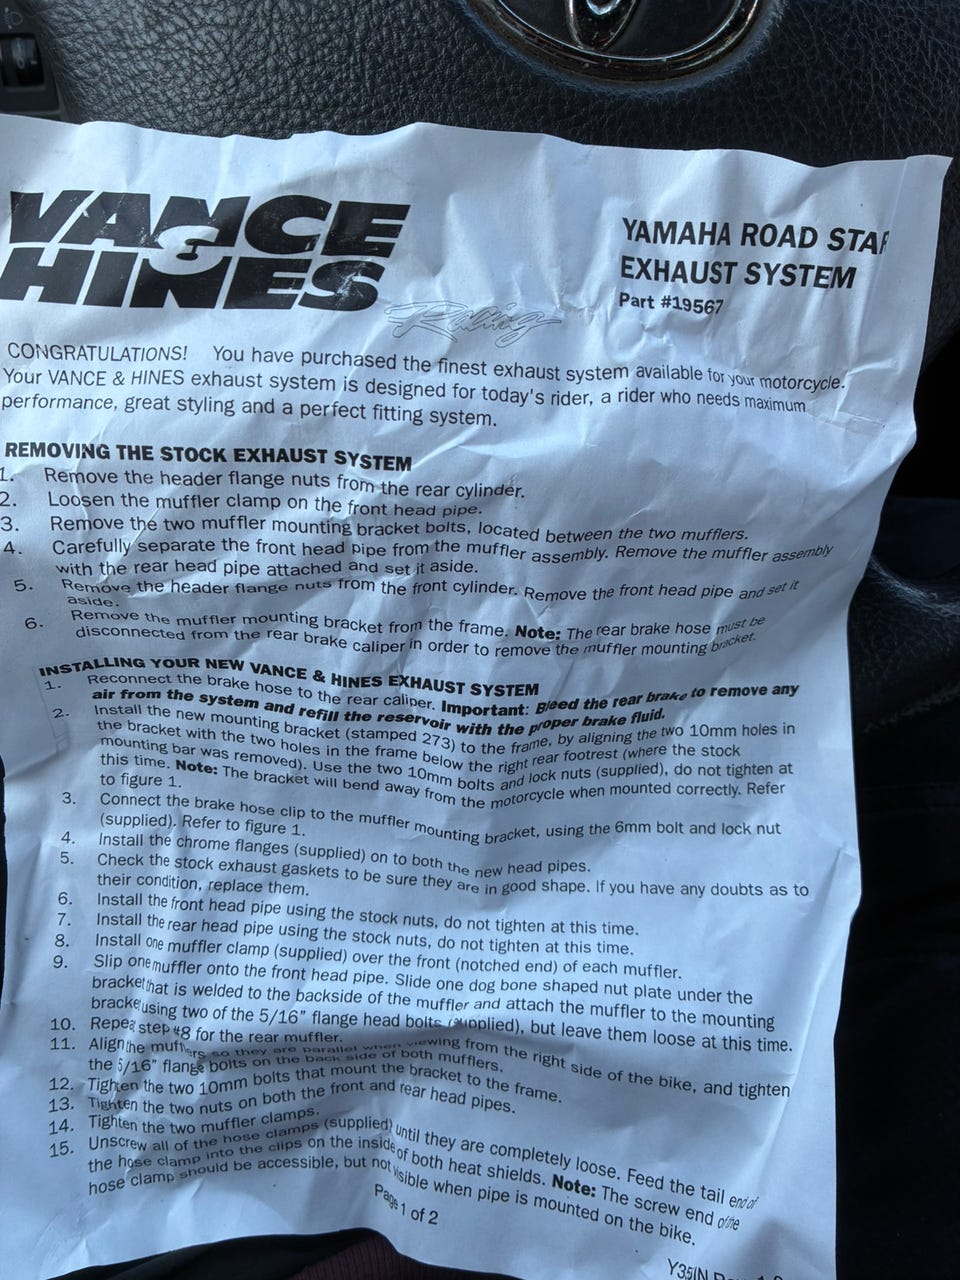 VANCE
& HINES
Racing
YAMAHA ROAD STAR
EXHAUST SYSTEM
Part #19567
CONGRATULATIONS! You have purchased the finest exhaust system available for your motorcycle.
Your VANCE & HINES exhaust system is designed for today's rider, a rider who needs maximum
performance, great styling and a perfect fitting system.
REMOVING THE STOCK EXHAUST SYSTEM
1. Remove the header flange nuts from the rear cylinder.
2. Loosen the muffler clamp on the front head pipe.
3. Remove the two muffler mounting bracket bolts, located between the two mufflers.
4. Carefully separate the front head pipe from the muffler assembly. Remove the muffler assembly
with the rear head pipe attached and set it aside.
5. Remove the header flange nuts from the front cylinder. Remove the front head pipe and set it
aside.
6. Remove the muffler mounting bracket from the frame. Note: The rear brake hose must be
disconnected from the rear brake caliper in order to remove the muffler mounting bracket.
INSTALLING YOUR NEW VANCE & HINES EXHAUST SYSTEM
1. Reconnect the brake hose to the rear caliper. Important: Bleed the rear brake to remove any
air from the system and refill the reservoir with the proper brake fluid.
2. Install the new mounting bracket (stamped 273) to the frame, by aligning the two 10mm holes in
the bracket with the two holes in the frame below the right rear footrest (where the stock
mounting bar was removed). Use the two 10mm bolts and lock nuts (supplied), do not tighten at
this time. Note: The bracket will bend away from the motorcycle when mounted correctly. Refer
to figure 1.
3. Connect the brake hose clip to the muffler mounting bracket, using the 6mm bolt and lock nut
(supplied). Refer to figure 1.
4. Install the chrome flanges (supplied) on to both the new head pipes.
5. Check the stock exhaust gaskets to be sure they are in good shape. If you have any doubts as to
their condition, replace them.
6. Install the front head pipe using the stock nuts, do not tighten at this time.
7. Install the rear head pipe using the stock nuts, do not tighten at this time.
8. Install one muffler clamp (supplied) over the front (notched end) of each muffler.
9. Slip one muffler onto the front head pipe. Slide one dog bone shaped nut plate under the
bracket that is welded to the backside of the muffler and attach the muffler to the mounting
bracket using two of the 5/16" flange head bolts (supplied), but leave them loose at this time.
10. Repeat step #8 for the rear muffler.
11. Align the mufflers so they are parallel when viewing from the right side of the bike, and tighten
the 5/16" flange bolts on the back side of both mufflers.
12. Tighten the two 10mm bolts that mount the bracket to the frame.
13. Tighten the two nuts on both the front and rear head pipes.
14. Tighten the two muffler clamps.
15. Unscrew all of the hose clamps (supplied) until they are completely loose. Feed the tail end of
the hose clamp into the clips on the inside of both heat shields. Note: The screw end of the
hose clamp should be accessible, but not visible when pipe is mounted on the bike.
Page 1 of 2